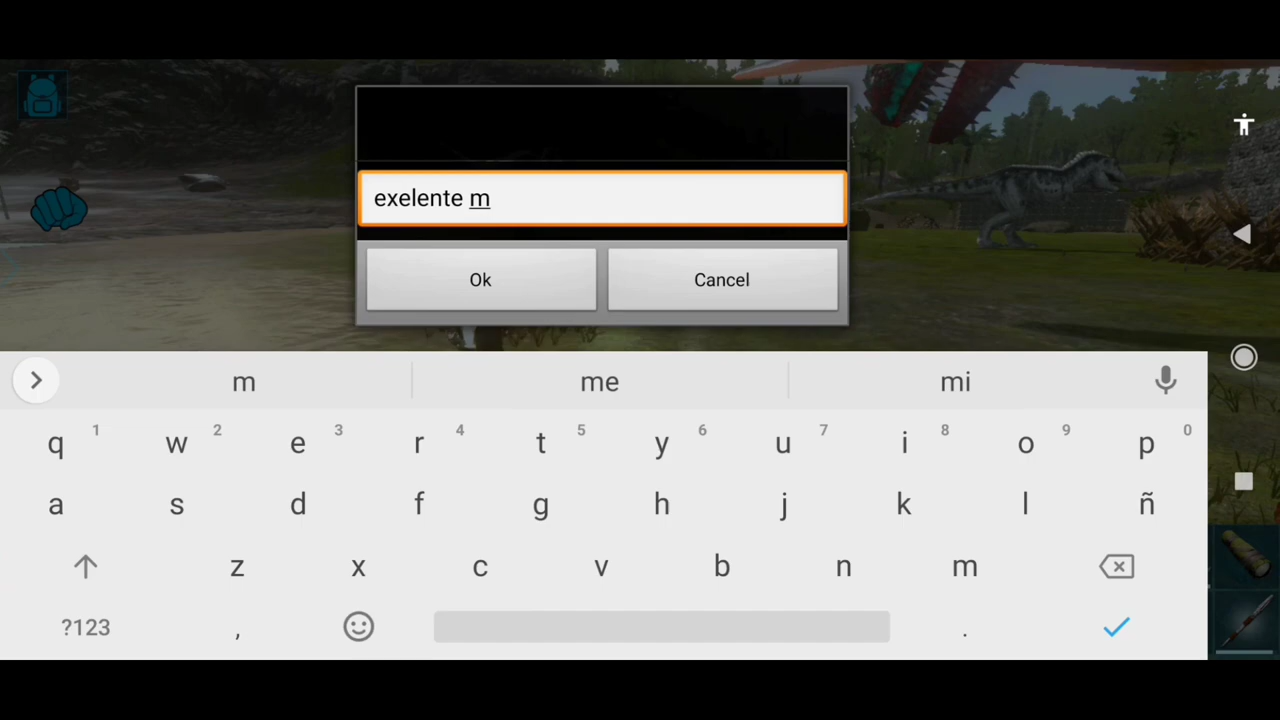 exelente m
Ok Cancel
m me mi
q 1 w 2 e 3 r 4 t 5 y 6 u 7 i 8 o 9 p 0
a s d f g h j k l ñ
z x c v b n m
?123 , .